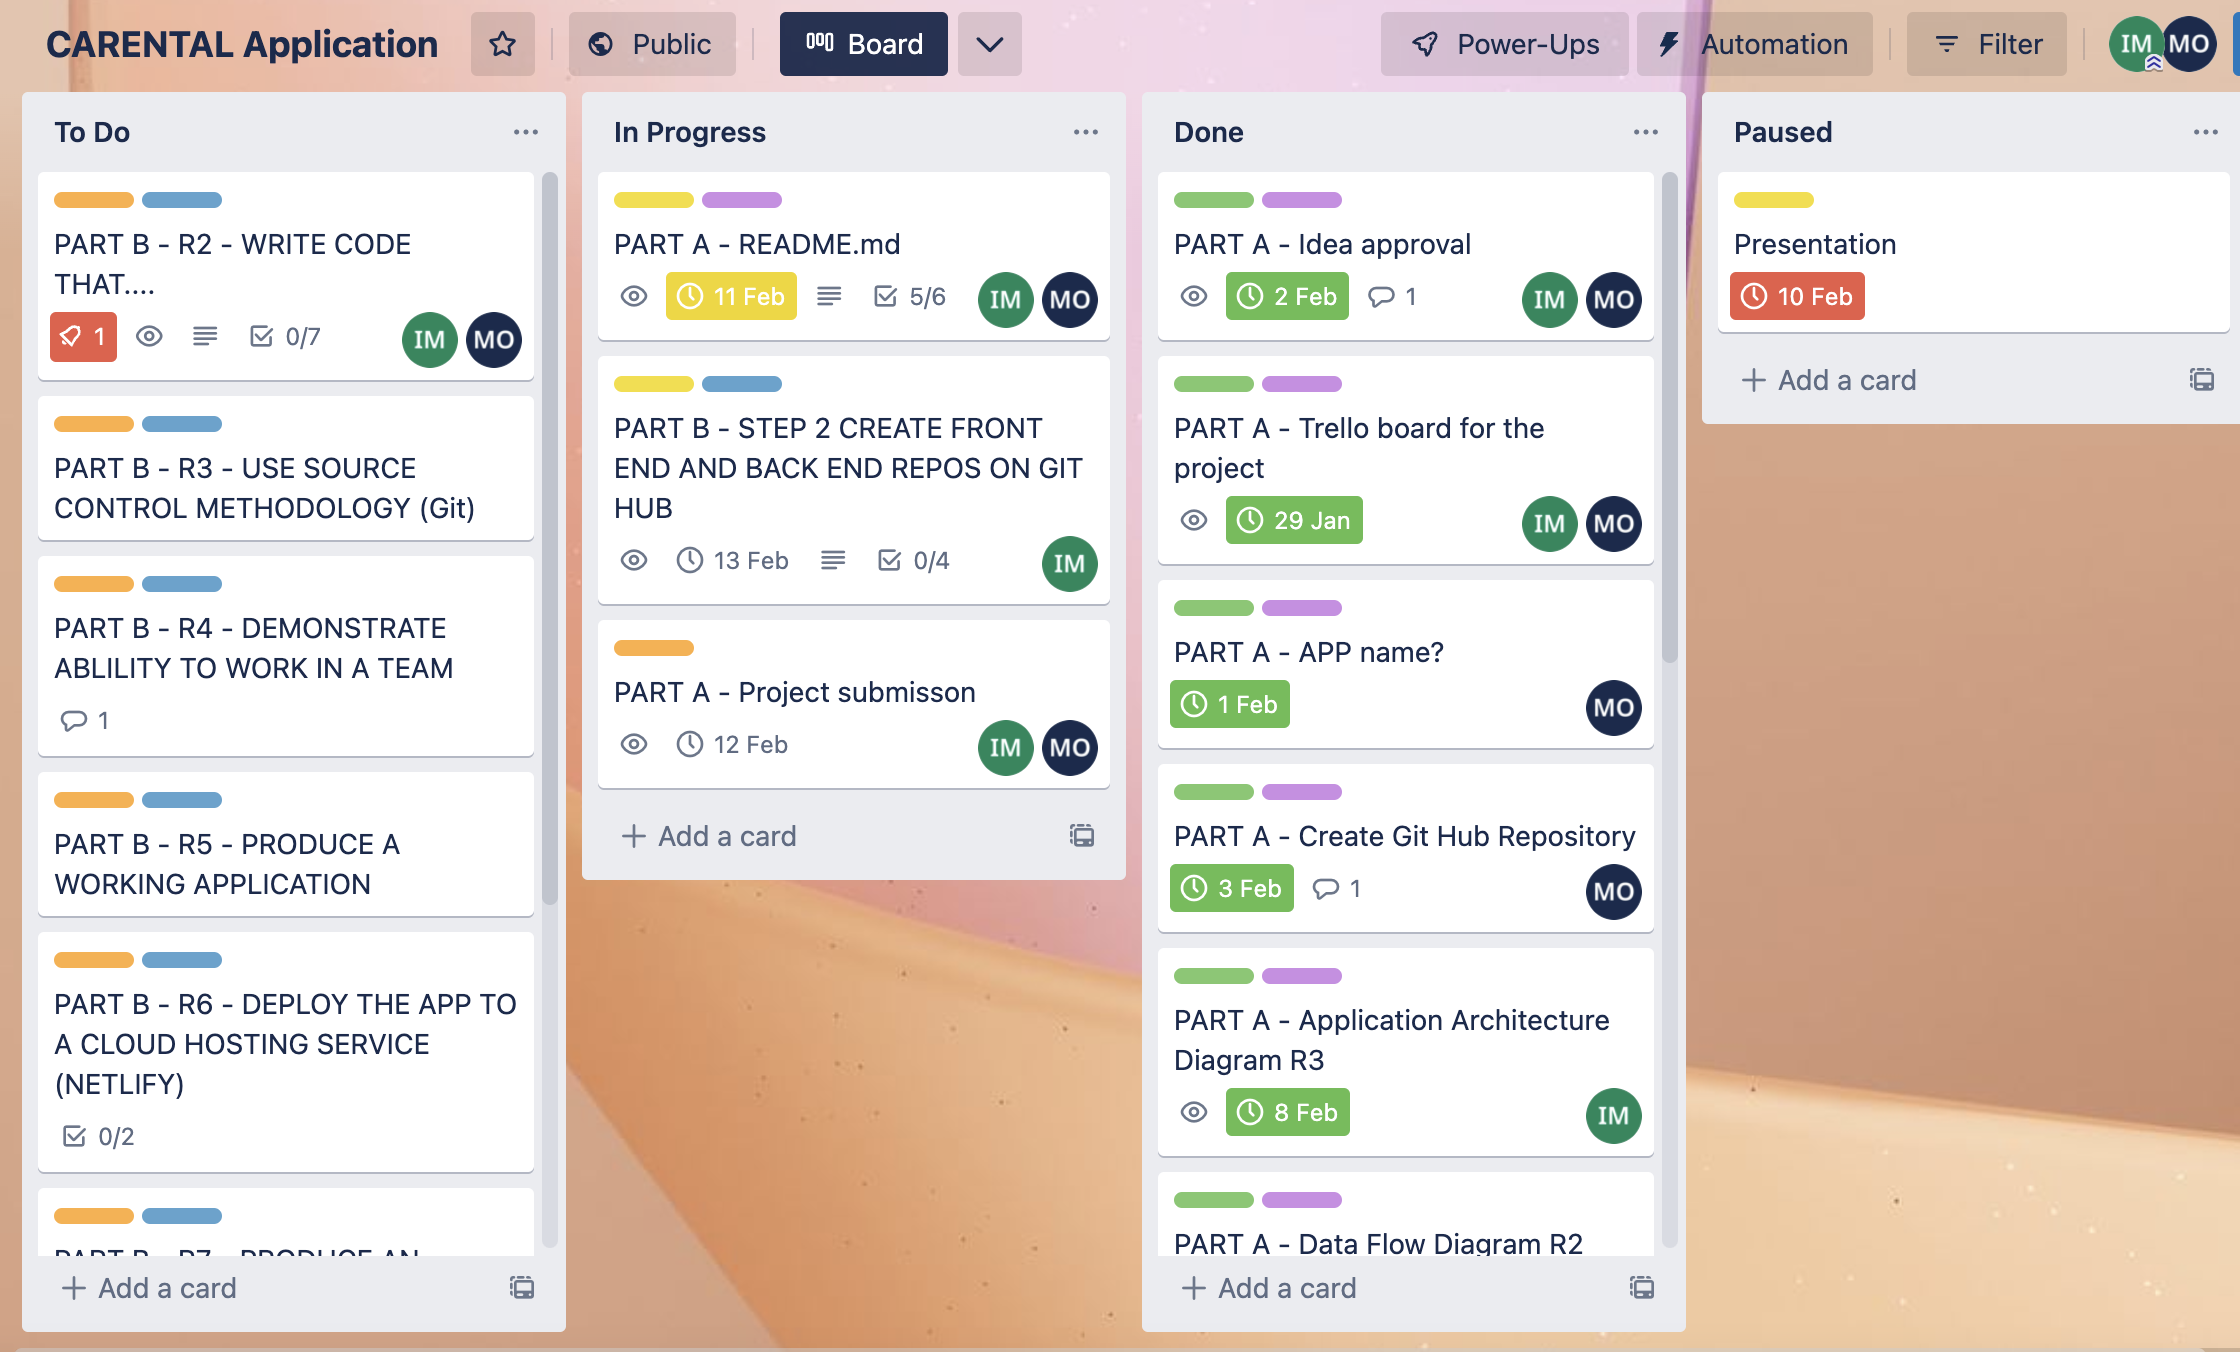 CARENTAL Application
Public
Board
Power-Ups
Automation
Filter
IM
MO
To Do
PART B - R2 - WRITE CODE
THAT....
1
0/7
IM
MO
PART B - R3 - USE SOURCE
CONTROL METHODOLOGY (Git)
PART B - R4 - DEMONSTRATE
ABLILITY TO WORK IN A TEAM
1
PART B - R5 - PRODUCE A
WORKING APPLICATION
PART B - R6 - DEPLOY THE APP TO
A CLOUD HOSTING SERVICE
(NETLIFY)
0/2
PART B - R7 - PRODUCE AN
Add a card
In Progress
PART A - README.md
11 Feb
5/6
IM
MO
PART B - STEP 2 CREATE FRONT
END AND BACK END REPOS ON GIT
HUB
13 Feb
0/4
IM
PART A - Project submisson
12 Feb
IM
MO
Add a card
Done
PART A - Idea approval
2 Feb
1
IM
MO
PART A - Trello board for the
project
29 Jan
IM
MO
PART A - APP name?
1 Feb
MO
PART A - Create Git Hub Repository
3 Feb
1
MO
PART A - Application Architecture
Diagram R3
8 Feb
IM
PART A - Data Flow Diagram R2
Add a card
Paused
Presentation
10 Feb
Add a card